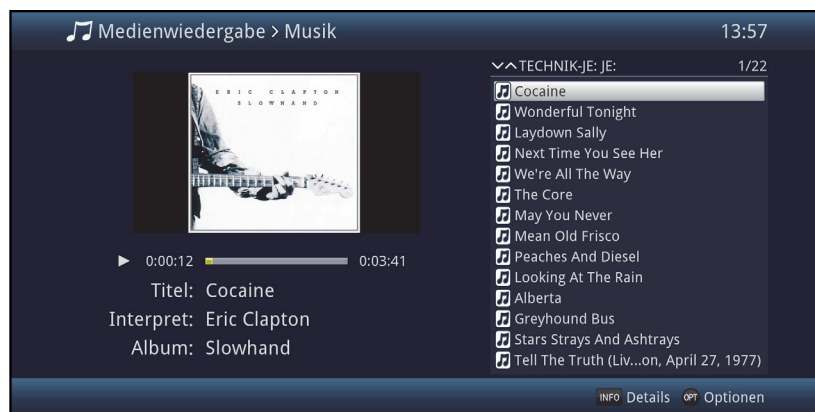 Medienwiedergabe > Musik
13:57
ERIC CLAPTON
SLOWHAND
0:00:12 0:03:41
Titel: Cocaine
Interpret: Eric Clapton
Album: Slowhand
TECHNIK-JE: JE: 1/22
Cocaine
Wonderful Tonight
Laydown Sally
Next Time You See Her
We're All The Way
The Core
May You Never
Mean Old Frisco
Peaches And Diesel
Looking At The Rain
Alberta
Greyhound Bus
Stars Strays And Ashtrays
Tell The Truth (Liv...on, April 27, 1977)
INFO Details OPT Optionen